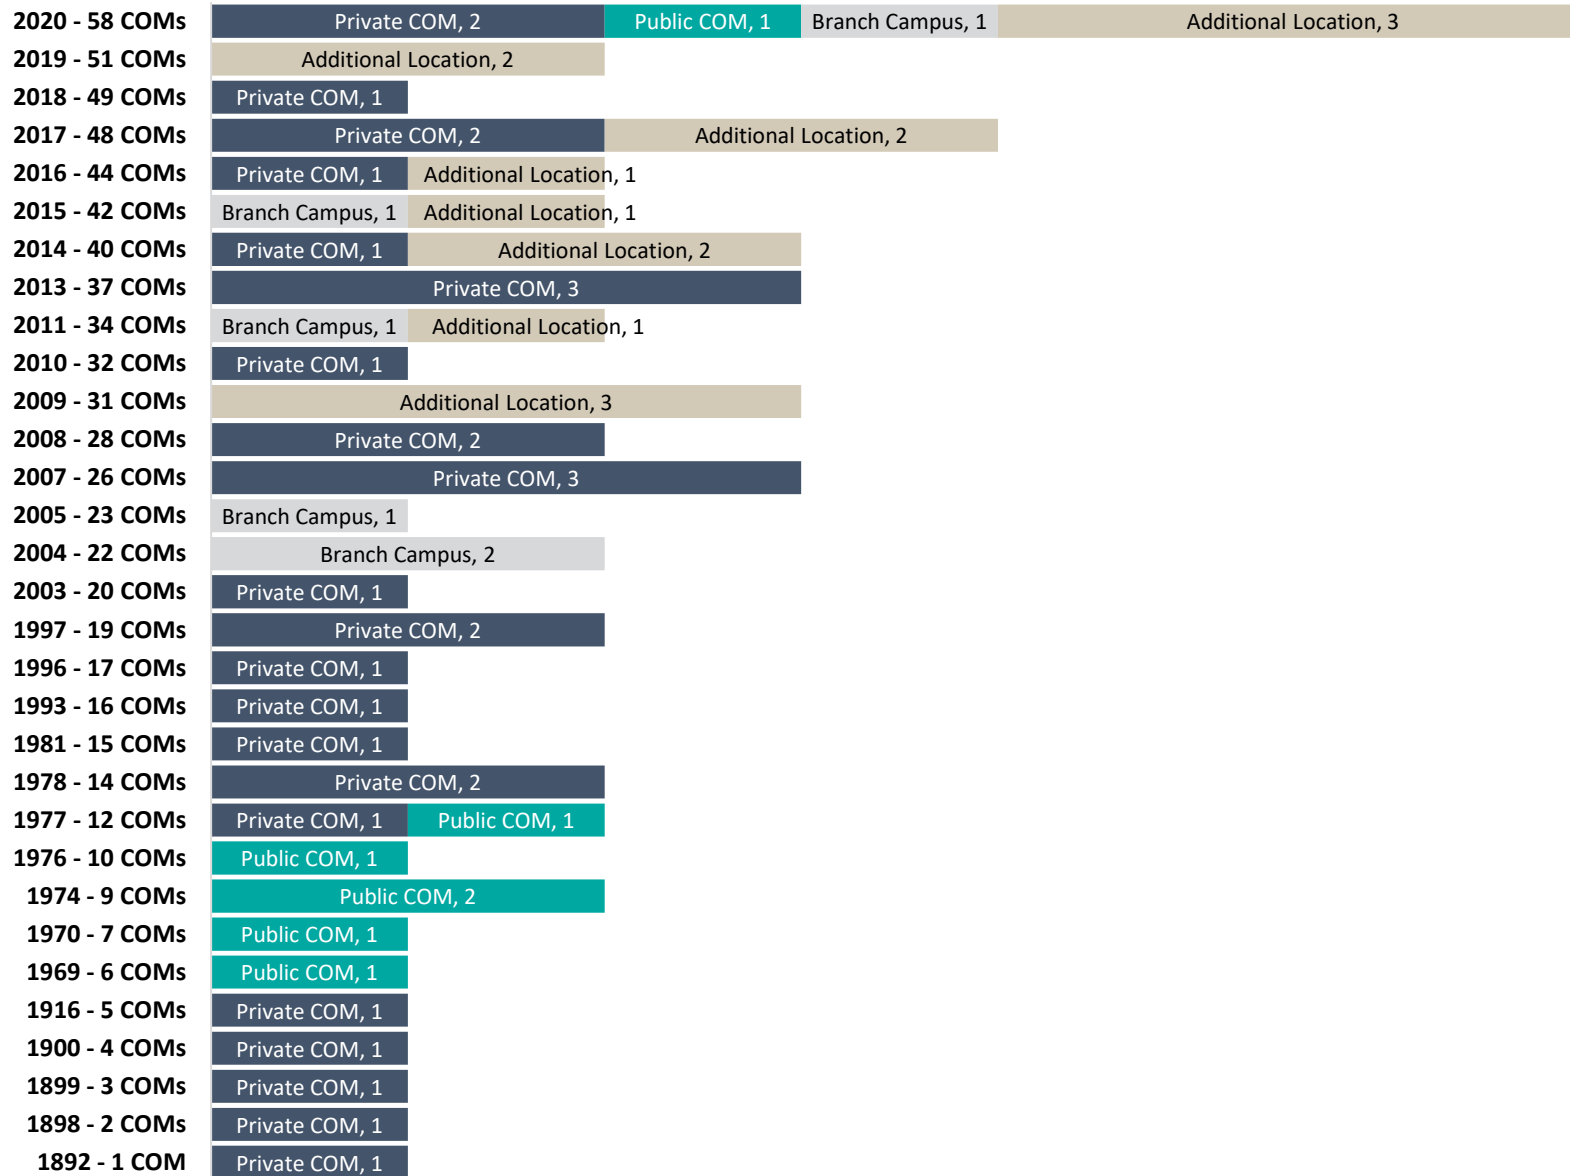 2020 - 58 COMs Private COM, 2 Public COM, 1 Branch Campus, 1 Additional Location, 3
2019 - 51 COMs Additional Location, 2
2018 - 49 COMs Private COM, 1
2017 - 48 COMs Private COM, 2 Additional Location, 2
2016 - 44 COMs Private COM, 1 Additional Location, 1
2015 - 42 COMs Branch Campus, 1 Additional Location, 1
2014 - 40 COMs Private COM, 1 Additional Location, 2
2013 - 37 COMs Private COM, 3
2011 - 34 COMs Branch Campus, 1 Additional Location, 1
2010 - 32 COMs Private COM, 1
2009 - 31 COMs Additional Location, 3
2008 - 28 COMs Private COM, 2
2007 - 26 COMs Private COM, 3
2005 - 23 COMs Branch Campus, 1
2004 - 22 COMs Branch Campus, 2
2003 - 20 COMs Private COM, 1
1997 - 19 COMs Private COM, 2
1996 - 17 COMs Private COM, 1
1993 - 16 COMs Private COM, 1
1981 - 15 COMs Private COM, 1
1978 - 14 COMs Private COM, 2
1977 - 12 COMs Private COM, 1 Public COM, 1
1976 - 10 COMs Public COM, 1
1974 - 9 COMs Public COM, 2
1970 - 7 COMs Public COM, 1
1969 - 6 COMs Public COM, 1
1916 - 5 COMs Private COM, 1
1900 - 4 COMs Private COM, 1
1899 - 3 COMs Private COM, 1
1898 - 2 COMs Private COM, 1
1892 - 1 COM Private COM, 1